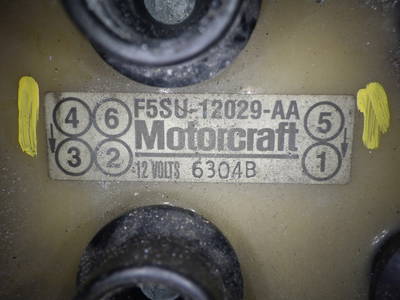 4 6 F5SU-12029-AA 5
Motorcraft
3 2 12 VOLTS 6304B 1